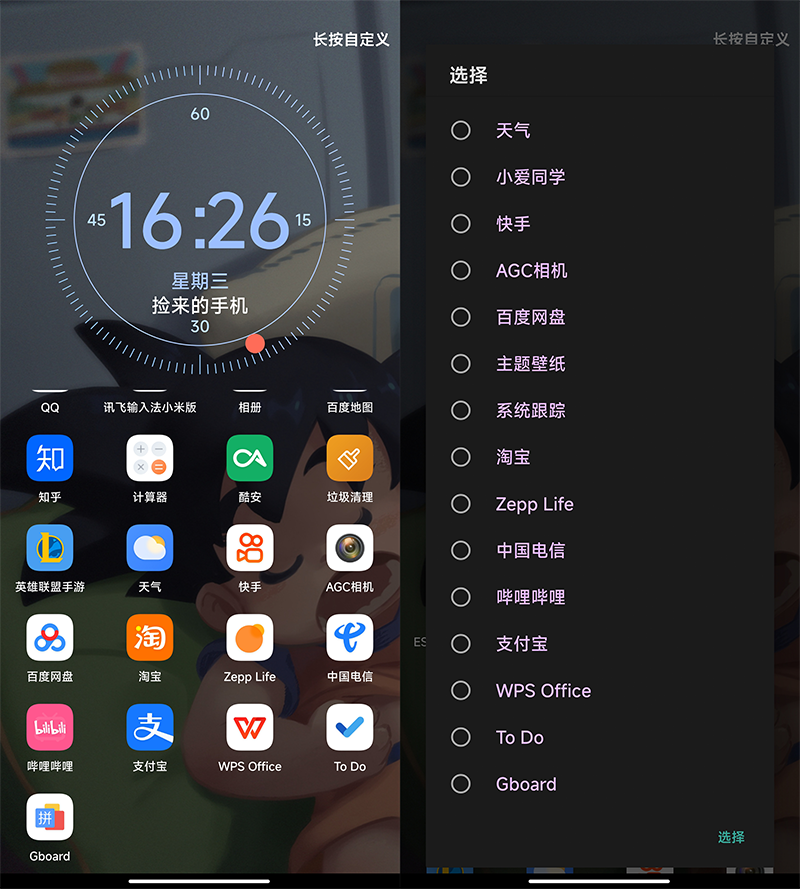 长按自定义
60
45
16:26
15
星期三
捡来的手机
30
QQ
讯飞输入法小米版
相册
百度地图
知
知乎
计算器
酷安
垃圾清理
英雄联盟手游
天气
快手
AGC相机
百度网盘
淘
淘宝
Zepp Life
中国电信
bilibili
哔哩哔哩
支
支付宝
WPS Office
To Do
拼
Gboard
长按自定义
选择
天气
小爱同学
快手
AGC相机
百度网盘
主题壁纸
系统跟踪
淘宝
Zepp Life
中国电信
哔哩哔哩
支付宝
ES
WPS Office
To Do
Gboard
选择